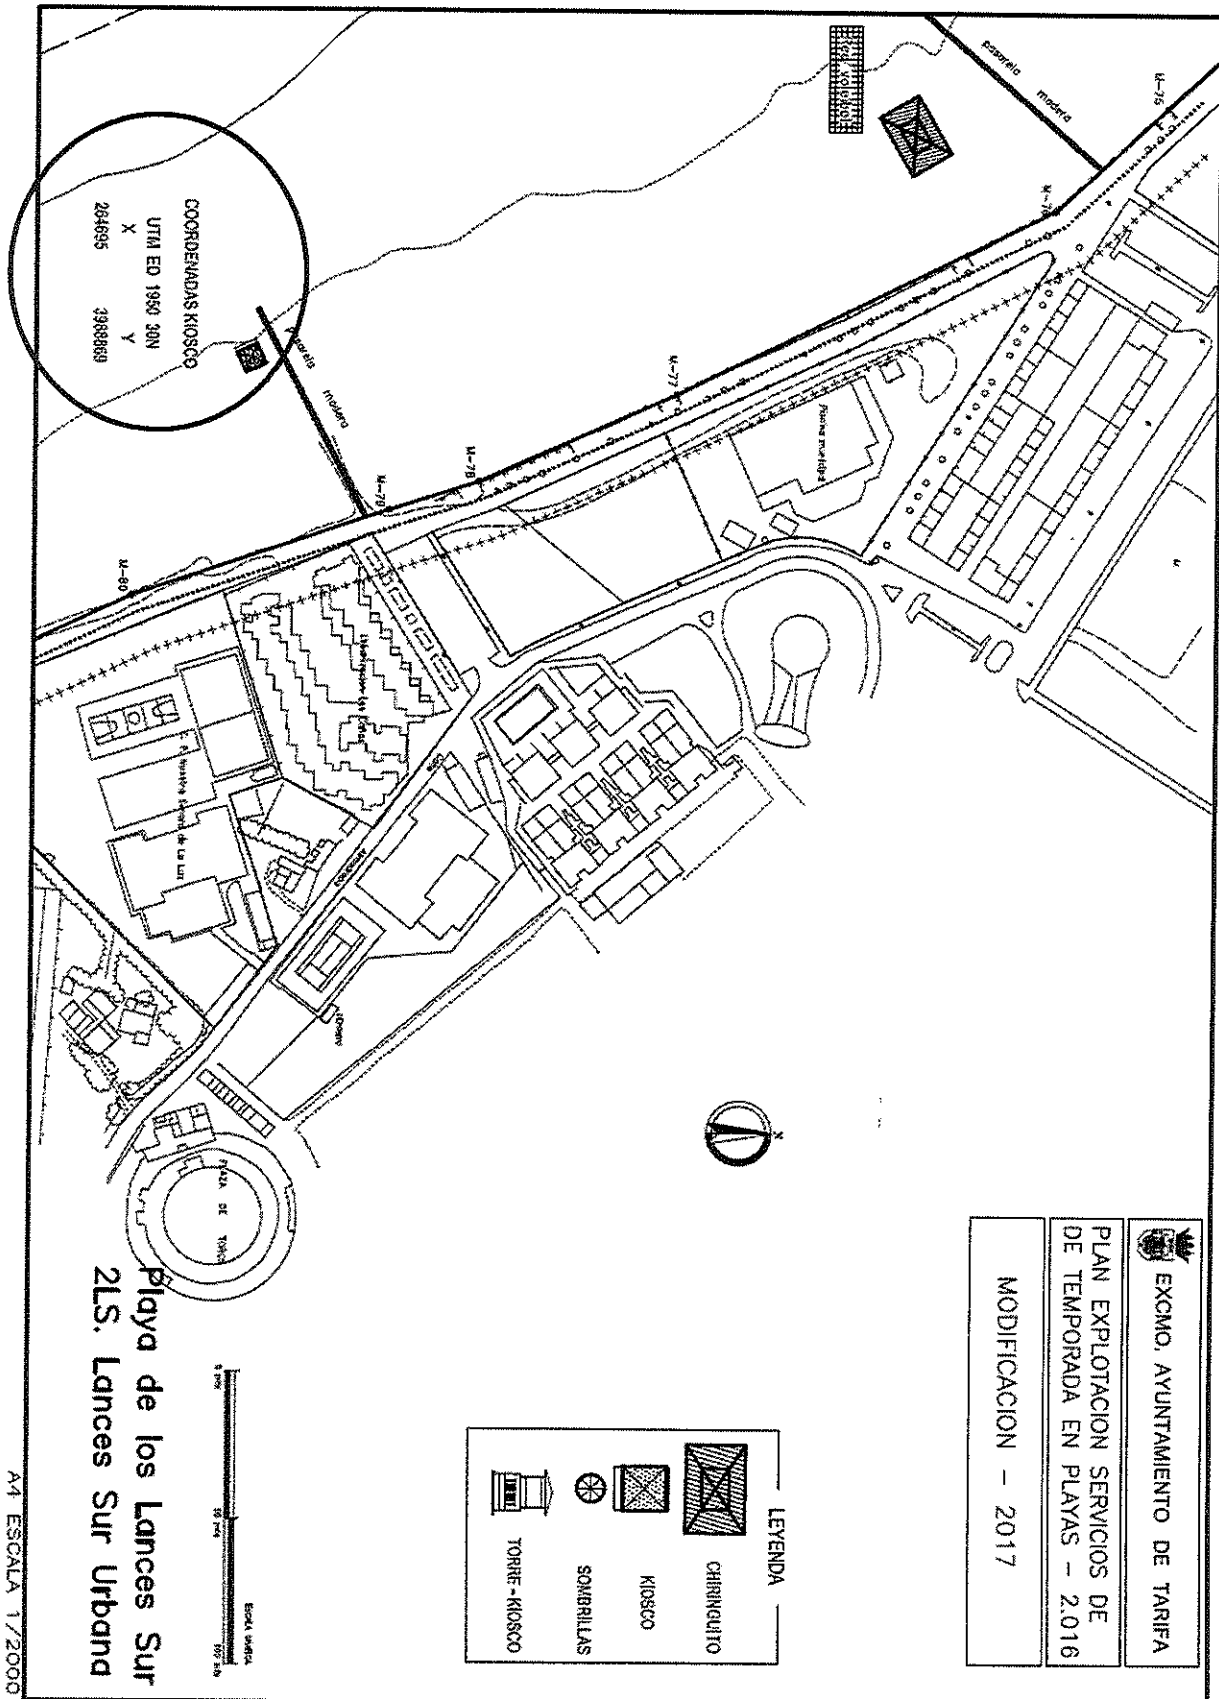 EXCMO. AYUNTAMIENTO DE TARIFA
PLAN EXPLOTACION SERVICIOS DE
DE TEMPORADA EN PLAYAS - 2.016
MODIFICACION - 2017
LEYENDA
CHIRINGUITO
KIOSCO
SOMBRILLAS
TORRE-KIOSCO
M-75
pasarela madera
M-76
M-77
Piscina municipal
M-78
M-79
pasarela
madera
M-80
COORDENADAS KIOSCO
UTM ED 1950 30N
X Y
264695 3988869
N
PLAZA DE TOROS
Playa de los Lances Sur
2LS. Lances Sur Urbana
A4 ESCALA 1/2000